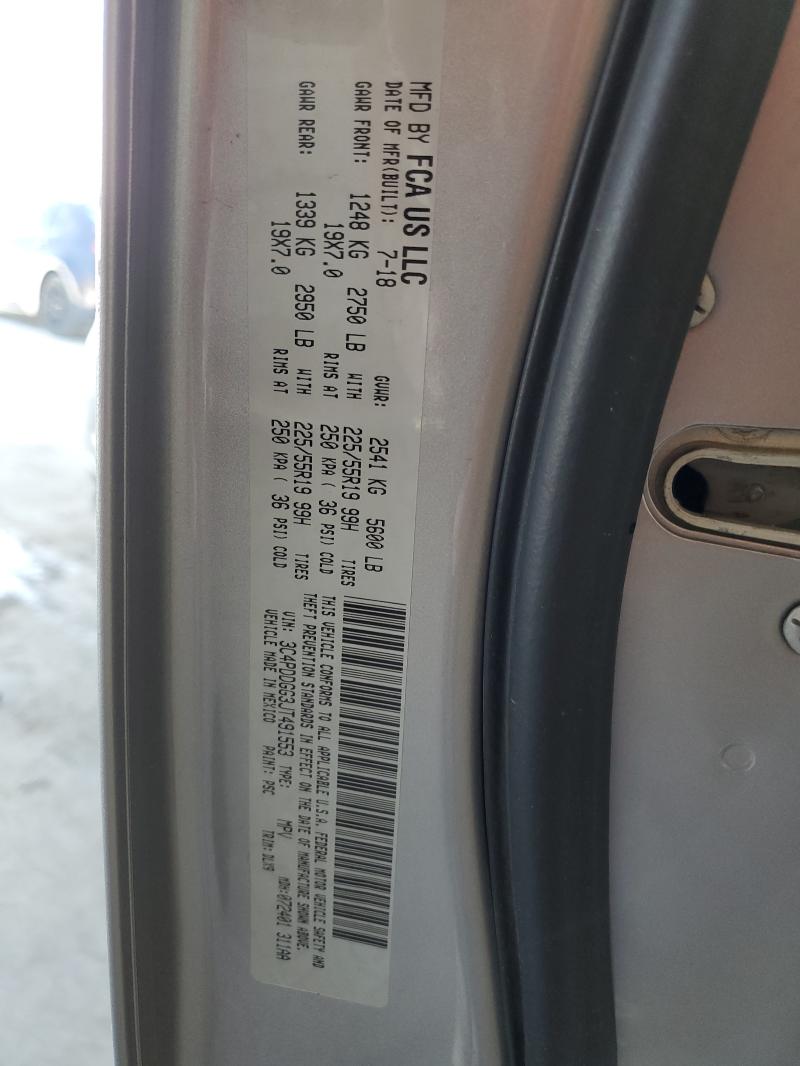 MFD BY FCA US LLC
DATE OF MFR(BUILT): 7-18 GVWR: 2541 KG 5600 LB
GAWR FRONT: 1248 KG 2750 LB WITH 225/55R19 99H TIRES
19X7.0 RIMS AT 250 KPA ( 36 PSI) COLD
GAWR REAR: 1339 KG 2950 LB WITH 225/55R19 99H TIRES
19X7.0 RIMS AT 250 KPA ( 36 PSI) COLD
THIS VEHICLE CONFORMS TO ALL APPLICABLE U.S.A. FEDERAL MOTOR VEHICLE SAFETY AND
THEFT PREVENTION STANDARDS IN EFFECT ON THE DATE OF MANUFACTURE SHOWN ABOVE.
VIN: 3C4PDDGG3JT491553 TYPE: MPV MDH:072401 311AA
VEHICLE MADE IN MEXICO PAINT: PSC TRIM: